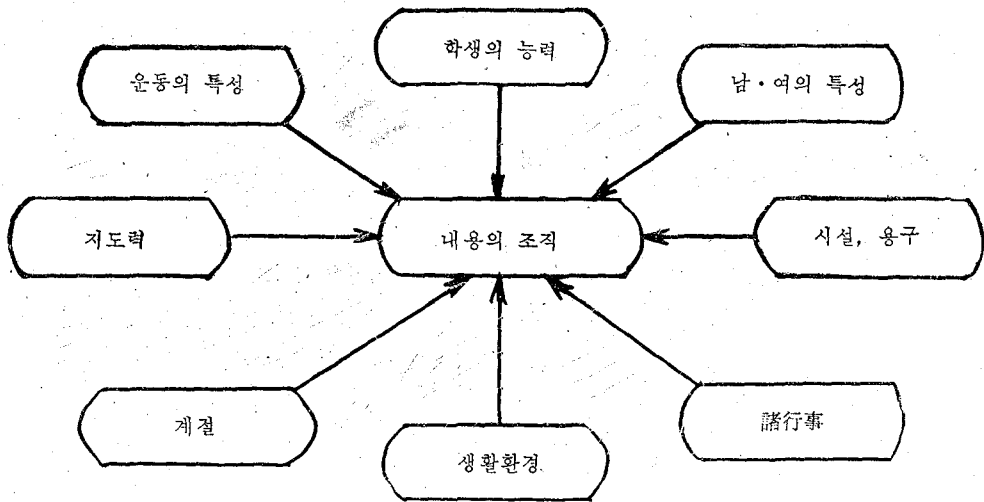 학생의 능력
운동의 특성
남·여의 특성
지도력
내용의 조직
시설, 용구
계절
생활환경
諸行事